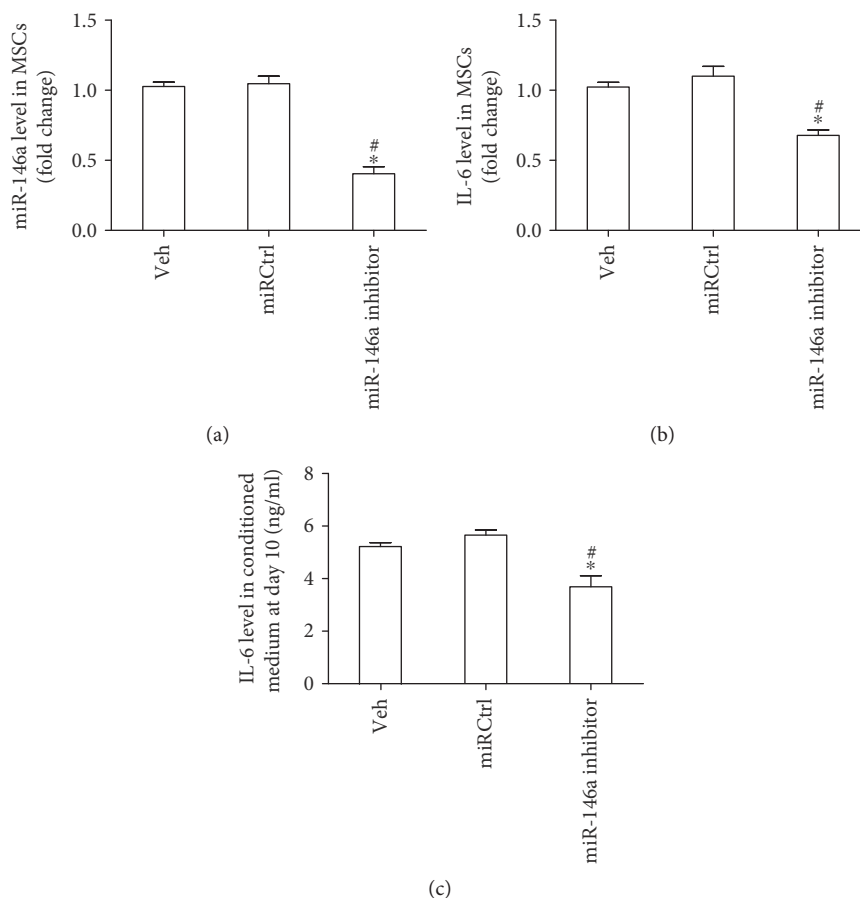 miR-146a level in MSCs
(fold change)
1.5
1.0
0.5
0.0
#
*
Veh
miRCtrl
miR-146a inhibitor
(a)
IL-6 level in MSCs
(fold change)
1.5
1.0
0.5
0.0
#
*
Veh
miRCtrl
miR-146a inhibitor
(b)
IL-6 level in conditioned
medium at day 10 (ng/ml)
8
6
4
2
0
#
*
Veh
miRCtrl
miR-146a inhibitor
(c)